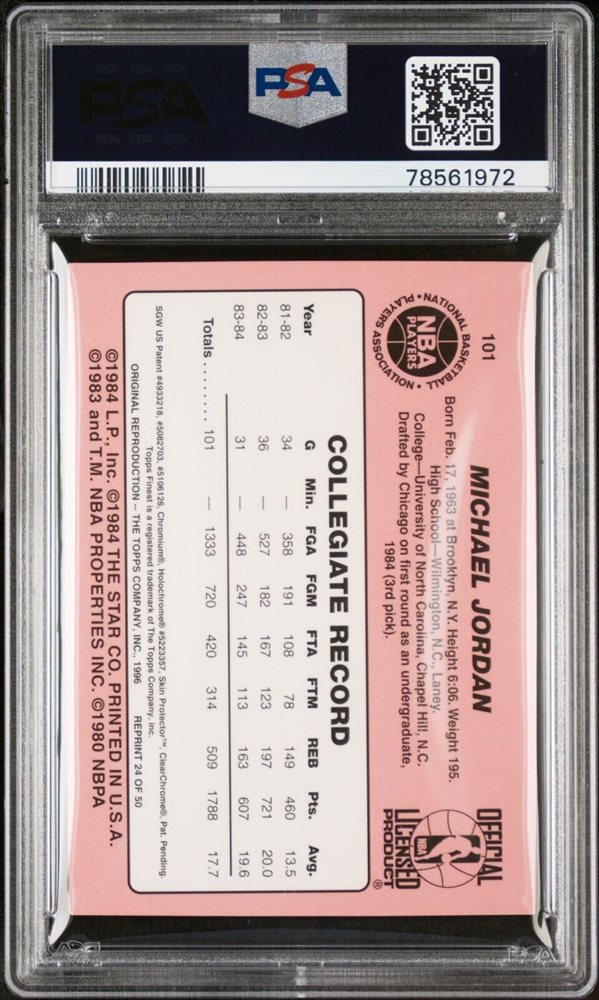 PSA
PSA
78561972
101
NATIONAL BASKETBALL
PLAYERS ASSOCIATION
NBA
PLAYERS
MICHAEL JORDAN
Born Feb. 17, 1963 at Brooklyn, N.Y. Height 6:06. Weight 195.
High School—Wilmington, N.C., Laney.
College—University of North Carolina, Chapel Hill, N.C.
Drafted by Chicago on first round as an undergraduate,
1984 (3rd pick).
OFFICIAL
NBA
LICENSED
PRODUCT®
COLLEGIATE RECORD
Year G Min. FGA FGM FTA FTM REB Pts. Avg.
81-82 34 — 358 191 108 78 149 460 13.5
82-83 36 — 527 182 167 123 197 721 20.0
83-84 31 — 448 247 145 113 163 607 19.6
Totals ......... 101 — 1333 720 420 314 509 1788 17.7
SGW US Patent #4933218, #5082703, #5106126, Chromium®, Holochrome® #5223357, Skin Protector™, ClearChrome®, Pat. Pending.
Topps Finest is a registered trademark of The Topps Company, Inc.
ORIGINAL REPRODUCTION -- THE TOPPS COMPANY, INC., 1996 REPRINT 24 OF 50
©1984 L.P., Inc. ©1984 THE STAR CO. PRINTED IN U.S.A.
©1983 and T.M. NBA PROPERTIES INC. ©1980 NBPA